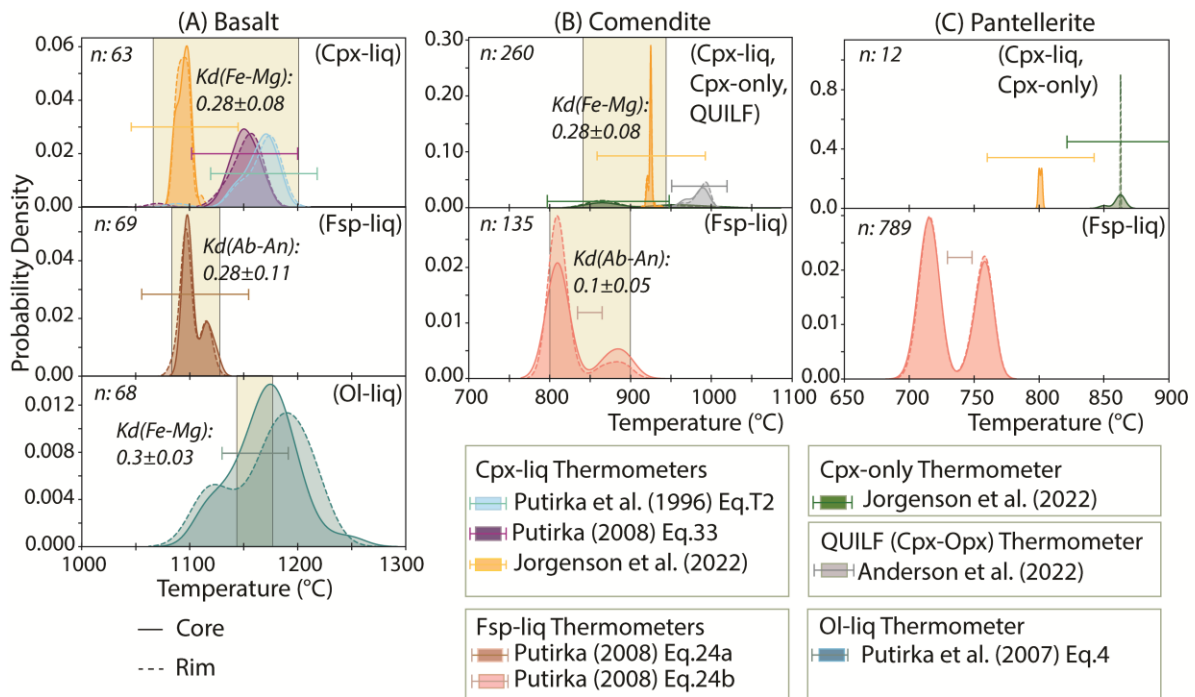 (A) Basalt
(B) Comendite
(C) Pantellerite
Probability Density
0.06
0.04
0.02
0.00
n: 63
(Cpx-liq)
Kd(Fe-Mg):
0.28±0.08
0.06
0.04
0.02
0.00
n: 69
(Fsp-liq)
Kd(Ab-An):
0.28±0.11
0.012
0.008
0.004
0.000
n: 68
(Ol-liq)
Kd(Fe-Mg):
0.3±0.03
1000
1100
1200
1300
Temperature (°C)
Core
Rim
0.30
0.20
0.10
0.00
n: 260
(Cpx-liq,
Cpx-only,
QUILF)
Kd(Fe-Mg):
0.28±0.08
0.02
0.01
0.00
n: 135
(Fsp-liq)
Kd(Ab-An):
0.1±0.05
700
800
900
1000
1100
Temperature (°C)
0.8
0.4
0.0
n: 12
(Cpx-liq,
Cpx-only)
0.02
0.01
0.00
n: 789
(Fsp-liq)
650
700
750
800
850
900
Temperature (°C)
Cpx-liq Thermometers
Putirka et al. (1996) Eq.T2
Putirka (2008) Eq.33
Jorgenson et al. (2022)
Fsp-liq Thermometers
Putirka (2008) Eq.24a
Putirka (2008) Eq.24b
Cpx-only Thermometer
Jorgenson et al. (2022)
QUILF (Cpx-Opx) Thermometer
Anderson et al. (2022)
Ol-liq Thermometer
Putirka et al. (2007) Eq.4